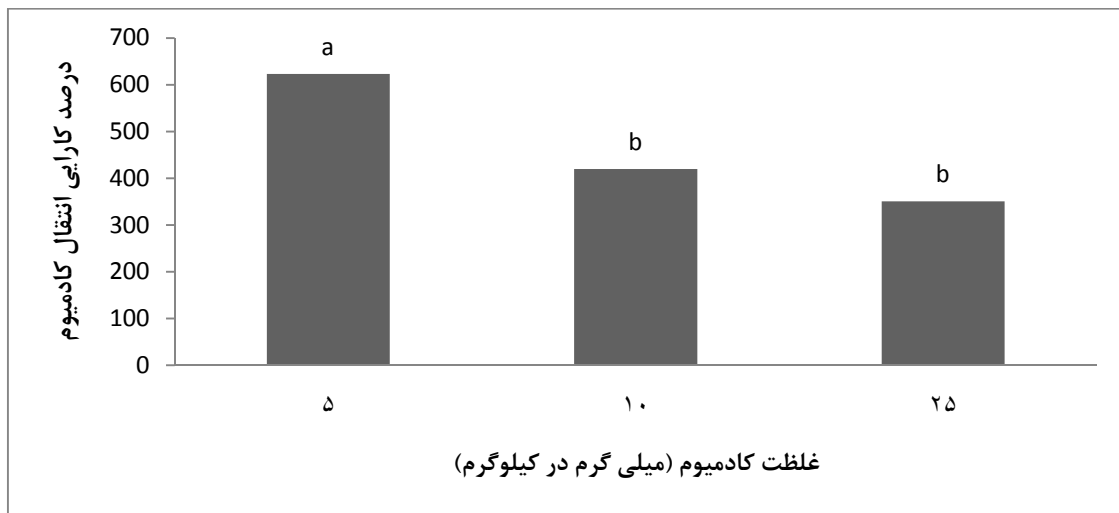 درصد کارایی انتقال کادمیوم
700
600
500
400
300
200
100
0
a
b
b
۵
۱۰
۲۵
غلظت کادمیوم (میلی گرم در کیلوگرم)